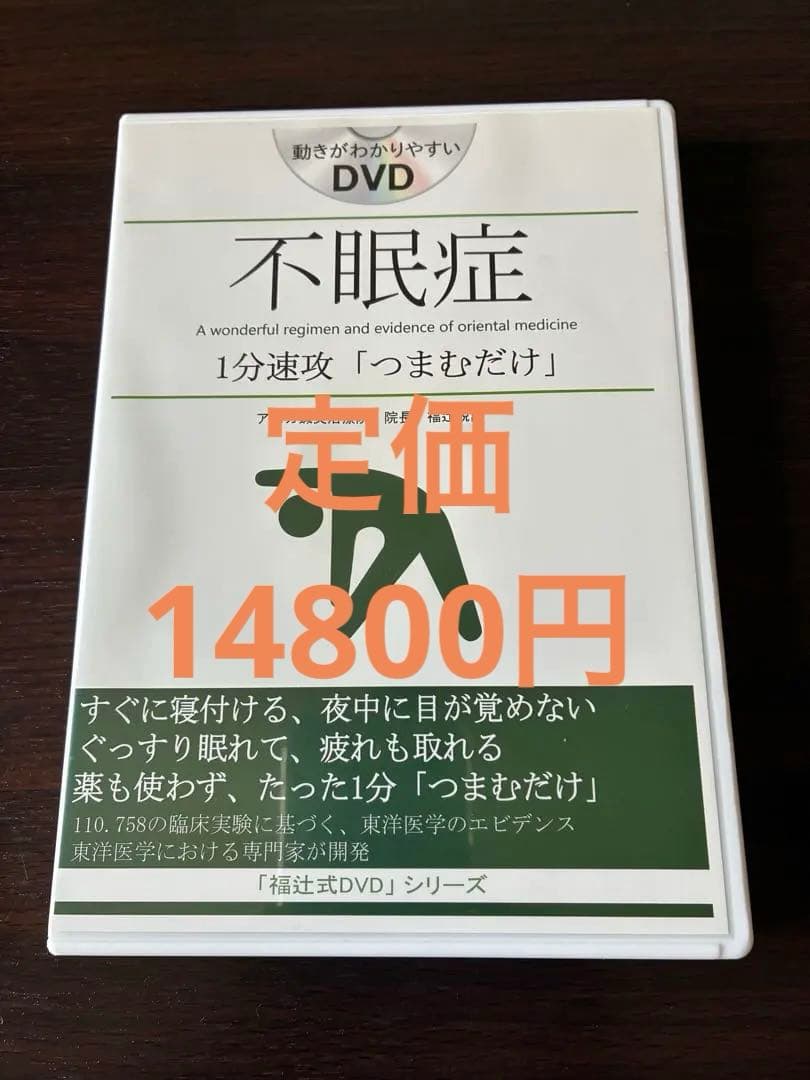 動きがわかりやすい
DVD
不眠症
A wonderful regimen and evidence of oriental medicine
1分速攻「つまむだけ」
院長
定価
14800円
すぐに寝付ける、夜中に目が覚めない
ぐっすり眠れて、疲れも取れる
薬も使わず、たった1分「つまむだけ」
110.758の臨床実験に基づく、東洋医学のエビデンス
東洋医学における専門家が開発
「福辻式DVD」シリーズ